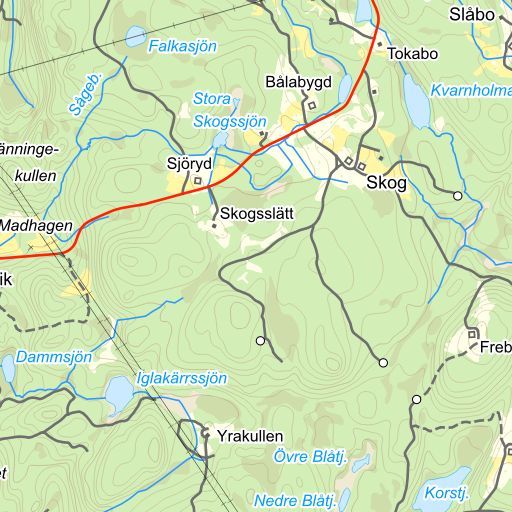 Slåbo
Falkasjön
Tokabo
Sågeb.
Bålabygd
Kvarnholma
Stora
Skogssjön
änninge-
kullen
Sjöryd
Skog
Madhagen
Skogsslätt
ik
Freb
Dammsjön
Iglakärrssjön
Yrakullen
Övre Blåtj.
Nedre Blåtj.
Korstj.
et